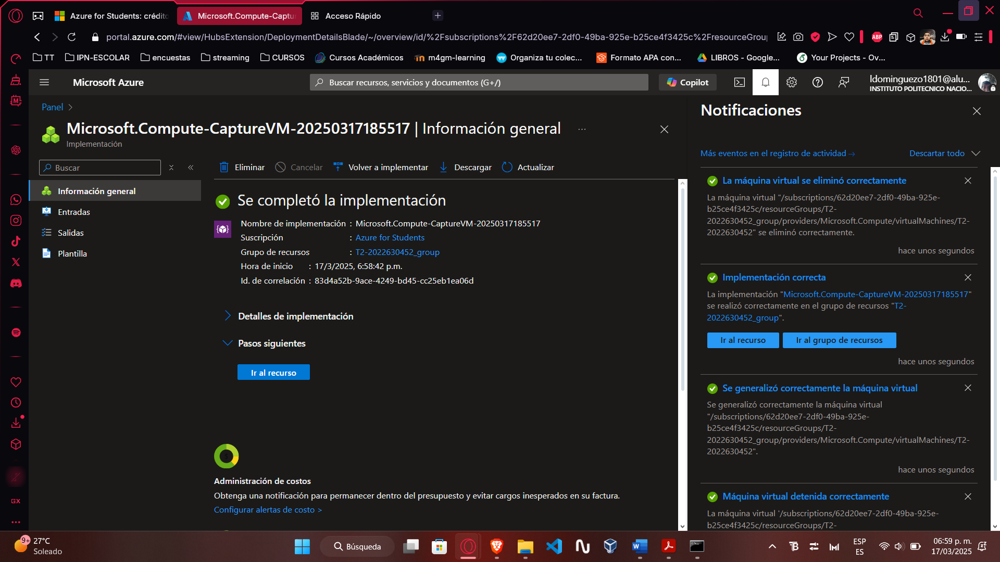 Azure for Students: crédito
Microsoft.Compute-Captu
Acceso Rápido
portal.azure.com/#view/HubsExtension/DeploymentDetailsBlade/~/overview/id/%2Fsubscriptions%2F62d20ee7-2df0-49ba-925e-b25ce4f3425c%2FresourceGrou
ABP
TT
IPN-ESCOLAR
encuestas
streaming
CURSOS
Cursos Académicos
m4gm-learning
Organiza tu colec...
Formato APA con...
LIBROS - Google...
Your Projects - Ov...
Microsoft Azure
Buscar recursos, servicios y documentos (G+/)
Copilot
ldominguezo1801@alu...
INSTITUTO POLITECNICO NACIO...
Panel
Microsoft.Compute-CaptureVM-20250317185517 | Información general
...
Implementación
Buscar
Información general
Entradas
Salidas
Plantilla
Eliminar
Cancelar
Volver a implementar
Descargar
Actualizar
Se completó la implementación
Nombre de implementación : Microsoft.Compute-CaptureVM-20250317185517
Suscripción : Azure for Students
Grupo de recursos : T2-2022630452_group
Hora de inicio : 17/3/2025, 6:58:42 p.m.
Id. de correlación : 83d4a52b-9ace-4249-bd45-cc25eb1ea06d
Detalles de implementación
Pasos siguientes
Ir al recurso
Administración de costos
Obtenga una notificación para permanecer dentro del presupuesto y evitar cargos inesperados en su factura.
Configurar alertas de costo >
Notificaciones
Más eventos en el registro de actividad →
Descartar todo
La máquina virtual se eliminó correctamente
La máquina virtual "/subscriptions/62d20ee7-2df0-49ba-925e-
b25ce4f3425c/resourceGroups/T2-
2022630452_group/providers/Microsoft.Compute/virtualMachines/T2-
2022630452" se eliminó correctamente.
hace unos segundos
Implementación correcta
La implementación "Microsoft.Compute-CaptureVM-20250317185517"
se realizó correctamente en el grupo de recursos "T2-
2022630452_group".
Ir al recurso
Ir al grupo de recursos
hace unos segundos
Se generalizó correctamente la máquina virtual
Se generalizó correctamente la máquina virtual
"/subscriptions/62d20ee7-2df0-49ba-925e-
b25ce4f3425c/resourceGroups/T2-
2022630452_group/providers/Microsoft.Compute/virtualMachines/T2-
2022630452".
hace unos segundos
Máquina virtual detenida correctamente
La máquina virtual '/subscriptions/62d20ee7-2df0-49ba-925e-
b25ce4f3425c/resourceGroups/T2-
GX
9+
27°C
Soleado
Búsqueda
ESP
ES
06:59 p. m.
17/03/2025